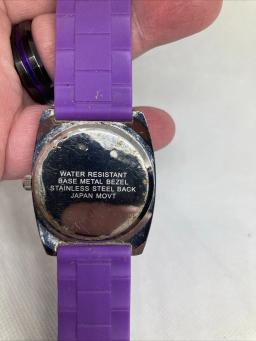 WATER RESISTANT
BASE METAL BEZEL
STAINLESS STEEL BACK
JAPAN MOVT